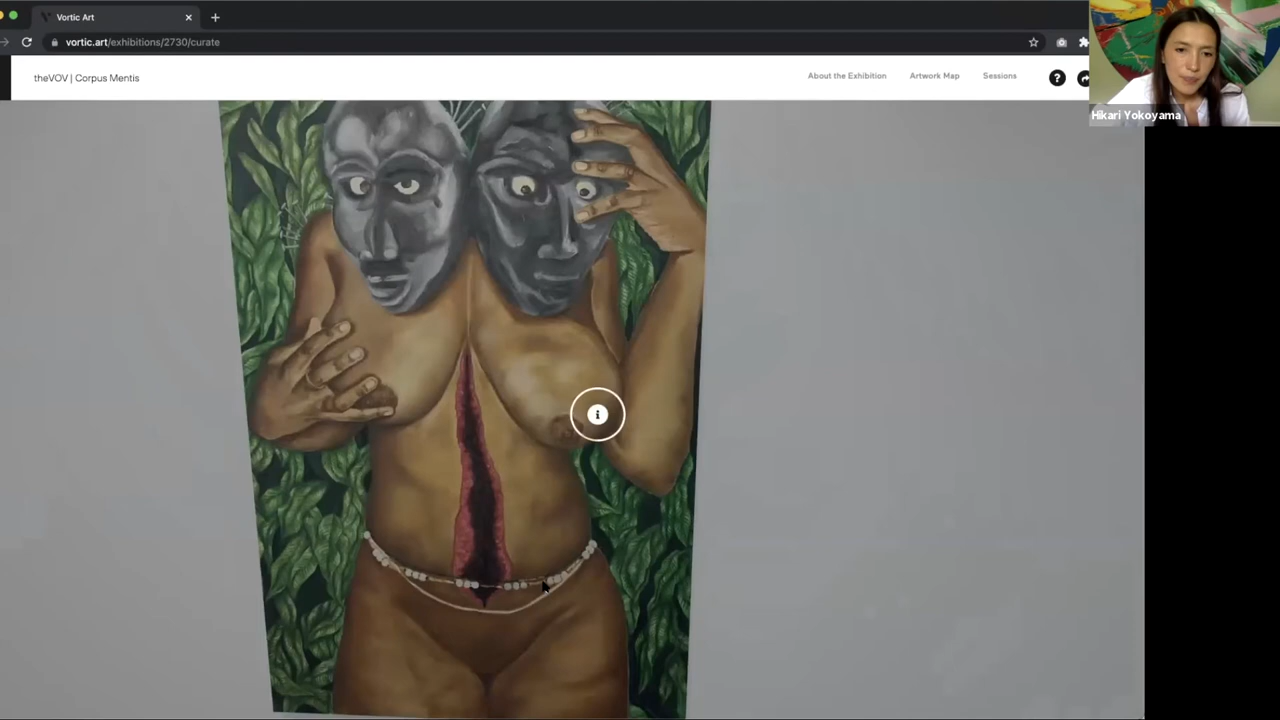 Vortic Art
vortic.art/exhibitions/2730/curate
theVOV | Corpus Mentis
About the Exhibition
Artwork Map
Sessions
?
i
Hikari Yokoyama